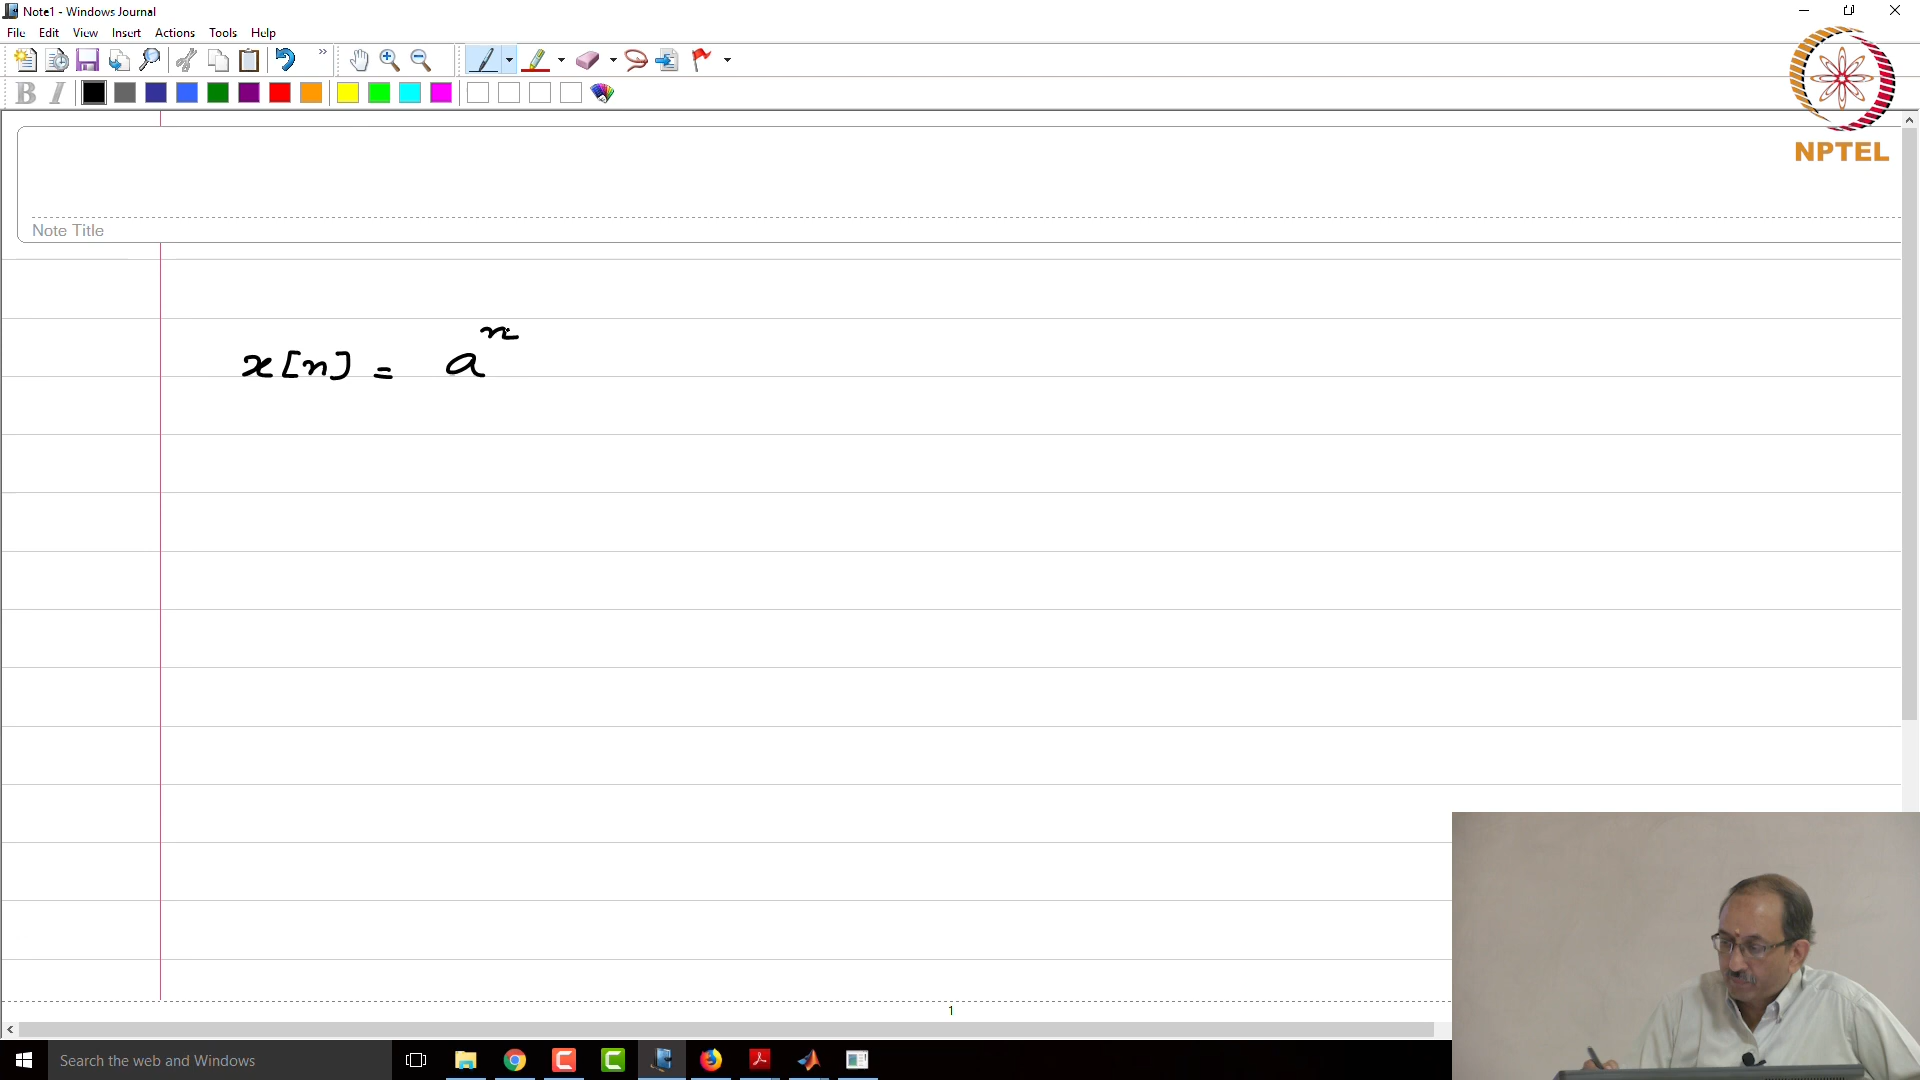 Note1 - Windows Journal
File Edit View Insert Actions Tools Help
B I
NPTEL
Note Title
x[n] = a^n
1
Search the web and Windows